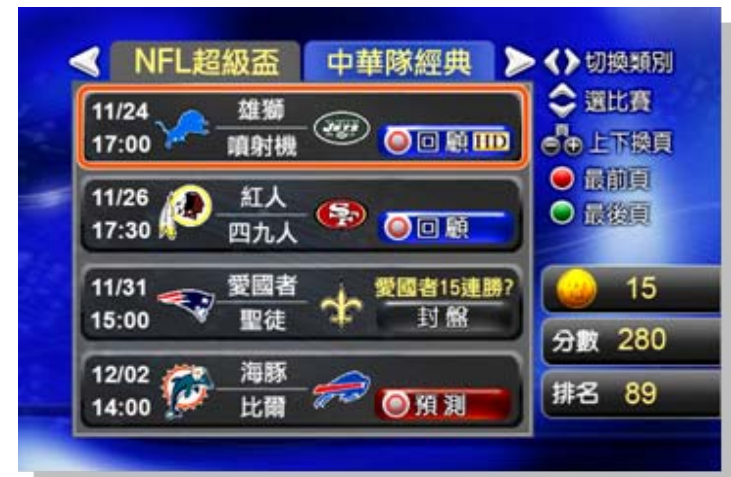 NFL超級盃 中華隊經典
11/24 雄獅
17:00 噴射機 JETS 回顧 HD
11/26 紅人
17:30 四九人 SF 回顧
11/31 愛國者 愛國者15連勝?
15:00 聖徒 封盤
12/02 海豚
14:00 比爾 預測
切換類別
選比賽
頁
上下換頁
最前頁
最後頁
15
分數 280
排名 89